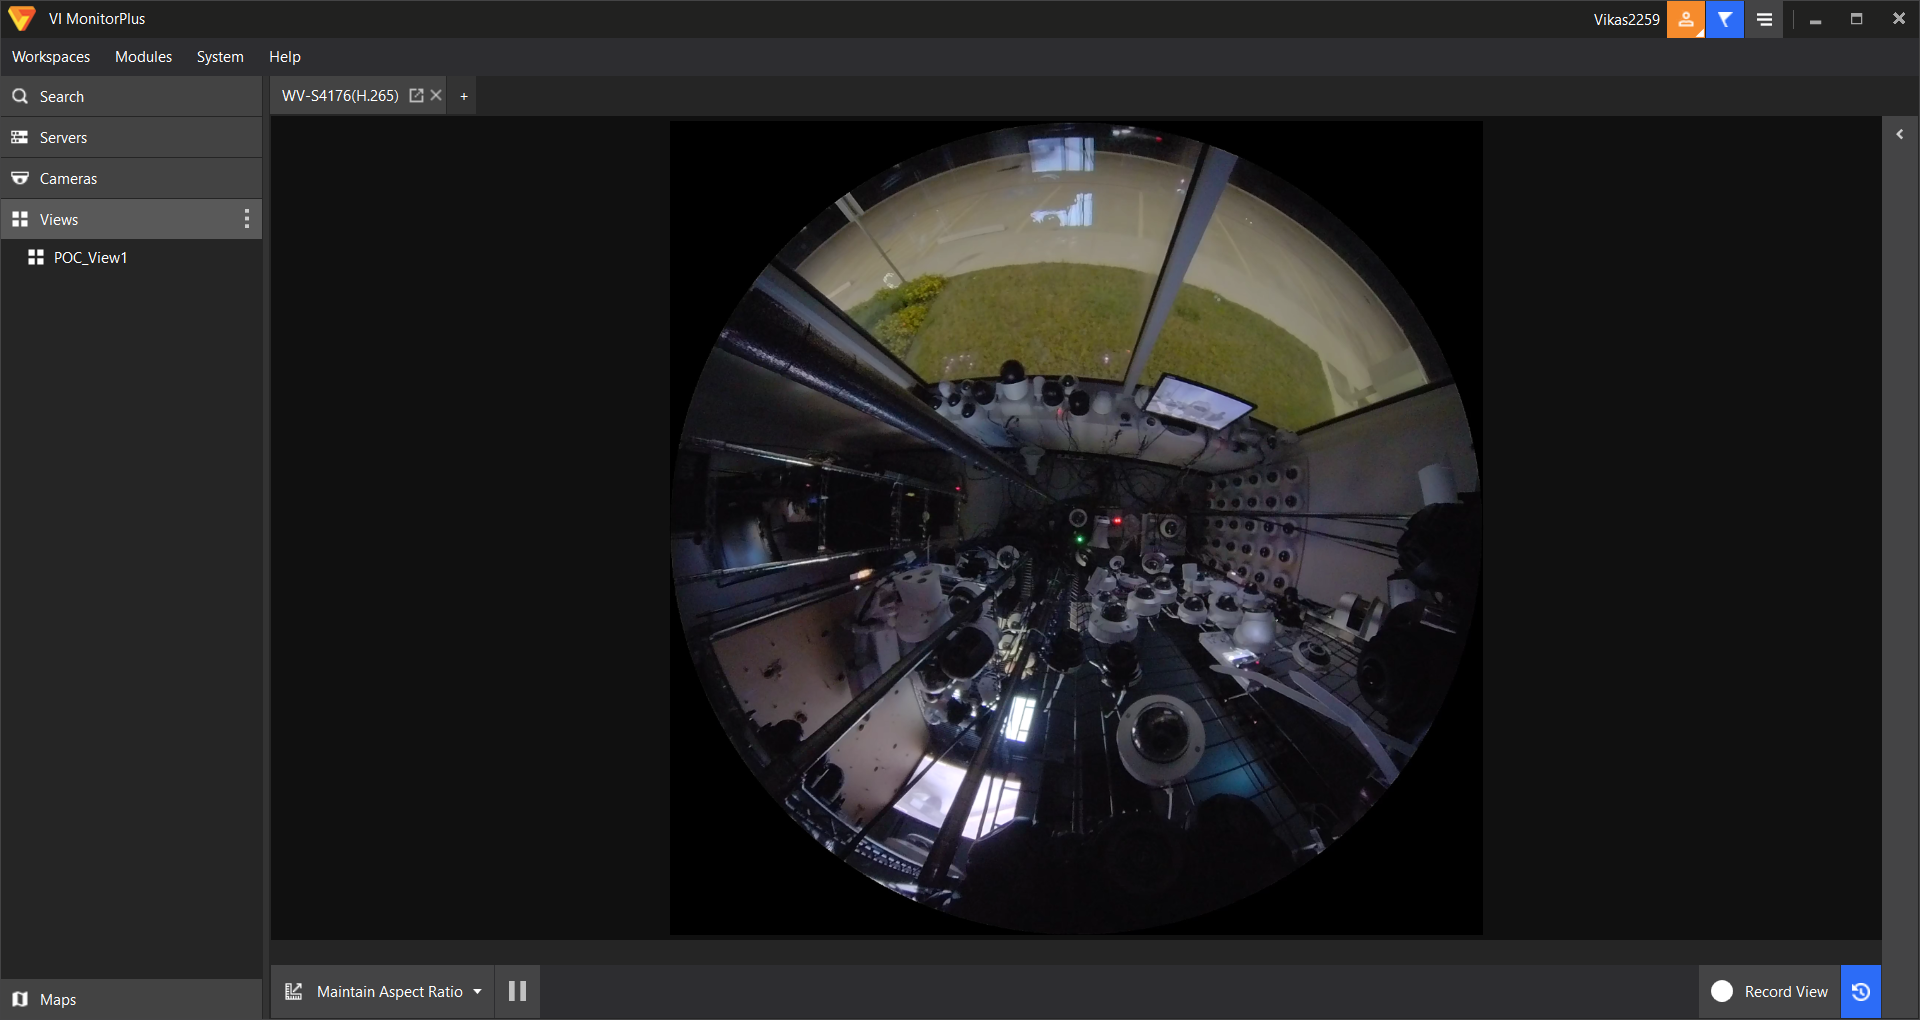 VI MonitorPlus
Vikas2259
Workspaces Modules System Help
Search
WV-S4176(H.265)
+
Servers
Cameras
Views
POC_View1
Maps
Maintain Aspect Ratio
Record View